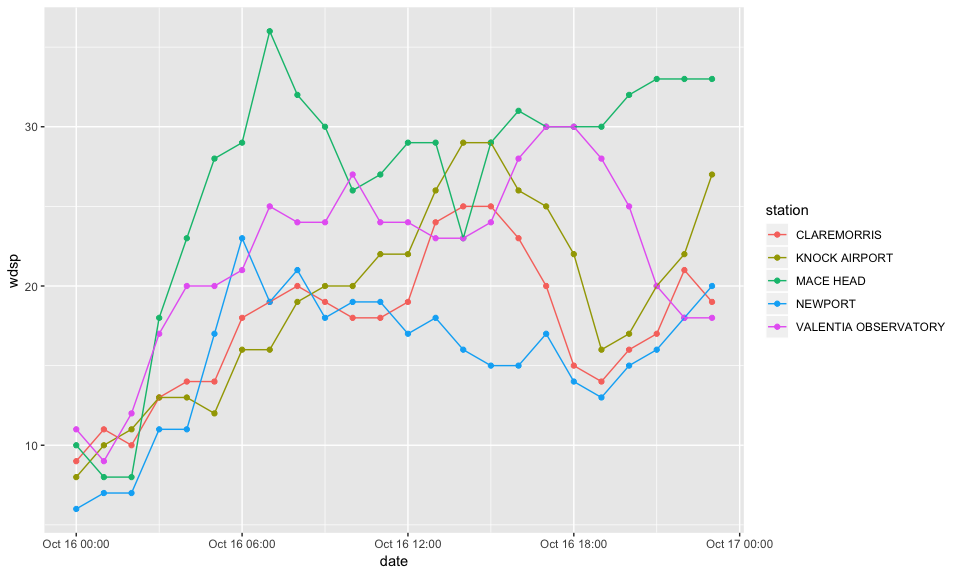 30
20
10
wdsp
Oct 16 00:00
Oct 16 06:00
Oct 16 12:00
Oct 16 18:00
Oct 17 00:00
date
station
CLAREMORRIS
KNOCK AIRPORT
MACE HEAD
NEWPORT
VALENTIA OBSERVATORY